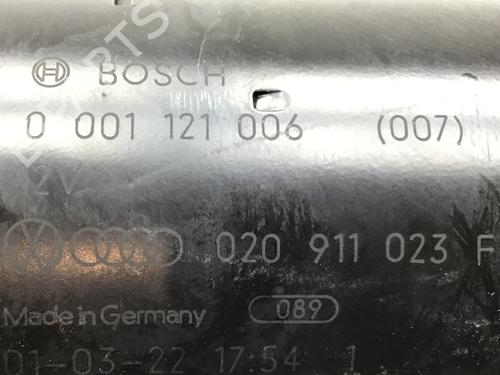 BOSCH
0 001 121 006 (007)
2V
020 911 023 F
Made in Germany 089
01-03-22 17:54 1